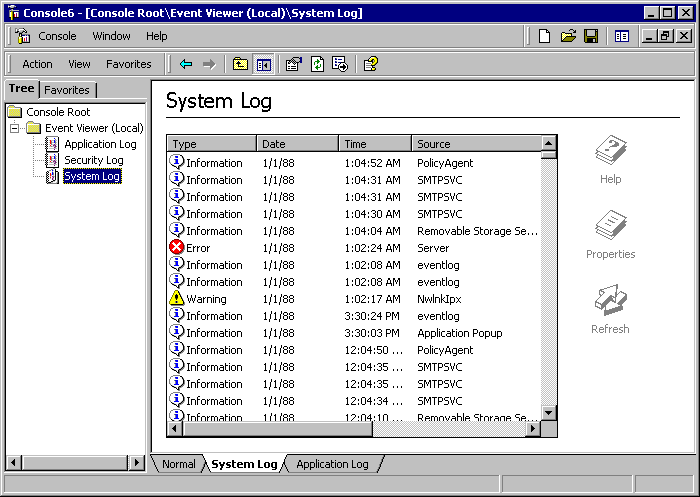 Console6 - [Console Root\Event Viewer (Local)\System Log]
Console Window Help
Action View Favorites
Tree Favorites
Console Root
Event Viewer (Local)
Application Log
Security Log
System Log
System Log
Type Date Time Source
Information 1/1/88 1:04:52 AM PolicyAgent
Information 1/1/88 1:04:31 AM SMTPSVC
Information 1/1/88 1:04:31 AM SMTPSVC
Information 1/1/88 1:04:30 AM SMTPSVC
Information 1/1/88 1:04:04 AM Removable Storage Se...
Error 1/1/88 1:02:24 AM Server
Information 1/1/88 1:02:08 AM eventlog
Information 1/1/88 1:02:08 AM eventlog
Warning 1/1/88 1:02:17 AM NwlnkIpx
Information 1/1/88 3:30:24 PM eventlog
Information 1/1/88 3:30:03 PM Application Popup
Information 1/1/88 12:04:50 ... PolicyAgent
Information 1/1/88 12:04:35 ... SMTPSVC
Information 1/1/88 12:04:35 ... SMTPSVC
Information 1/1/88 12:04:34 ... SMTPSVC
Information 1/1/88 12:04:10 ... Removable Storage Se...
Help
Properties
Refresh
Normal System Log Application Log